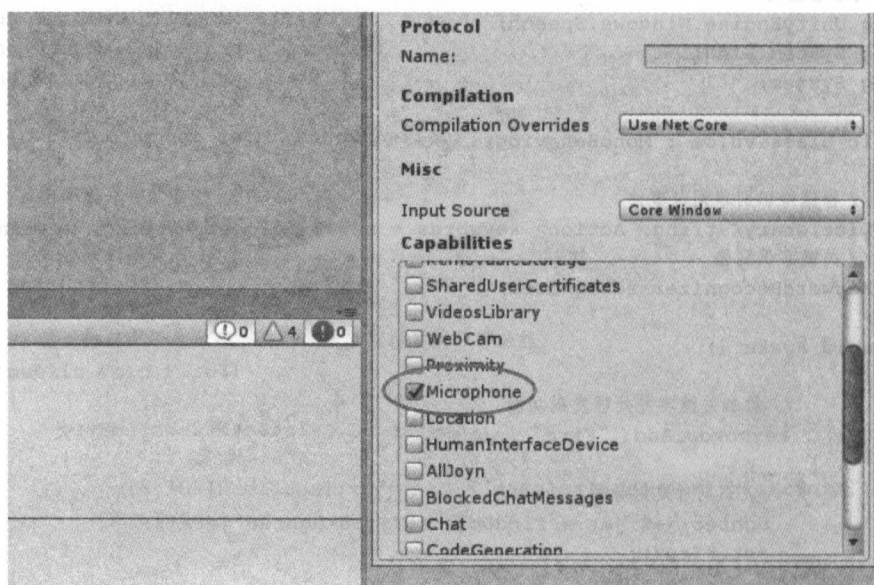 Protocol
Name:
Compilation
Compilation Overrides
Use Net Core
Misc
Input Source
Core Window
Capabilities
RemovableStorage
SharedUserCertificates
VideosLibrary
WebCam
Proximity
Microphone
Location
HumanInterfaceDevice
AllJoyn
BlockedChatMessages
Chat
CodeGeneration
0 4 0